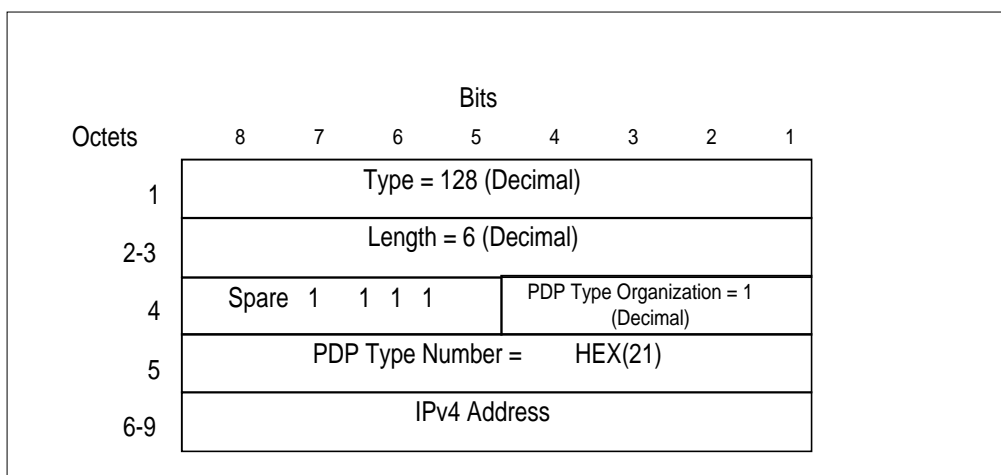 Bits
Octets 8 7 6 5 4 3 2 1
1 Type = 128 (Decimal)
2-3 Length = 6 (Decimal)
4 Spare 1 1 1 1 PDP Type Organization = 1
(Decimal)
5 PDP Type Number = HEX(21)
6-9 IPv4 Address